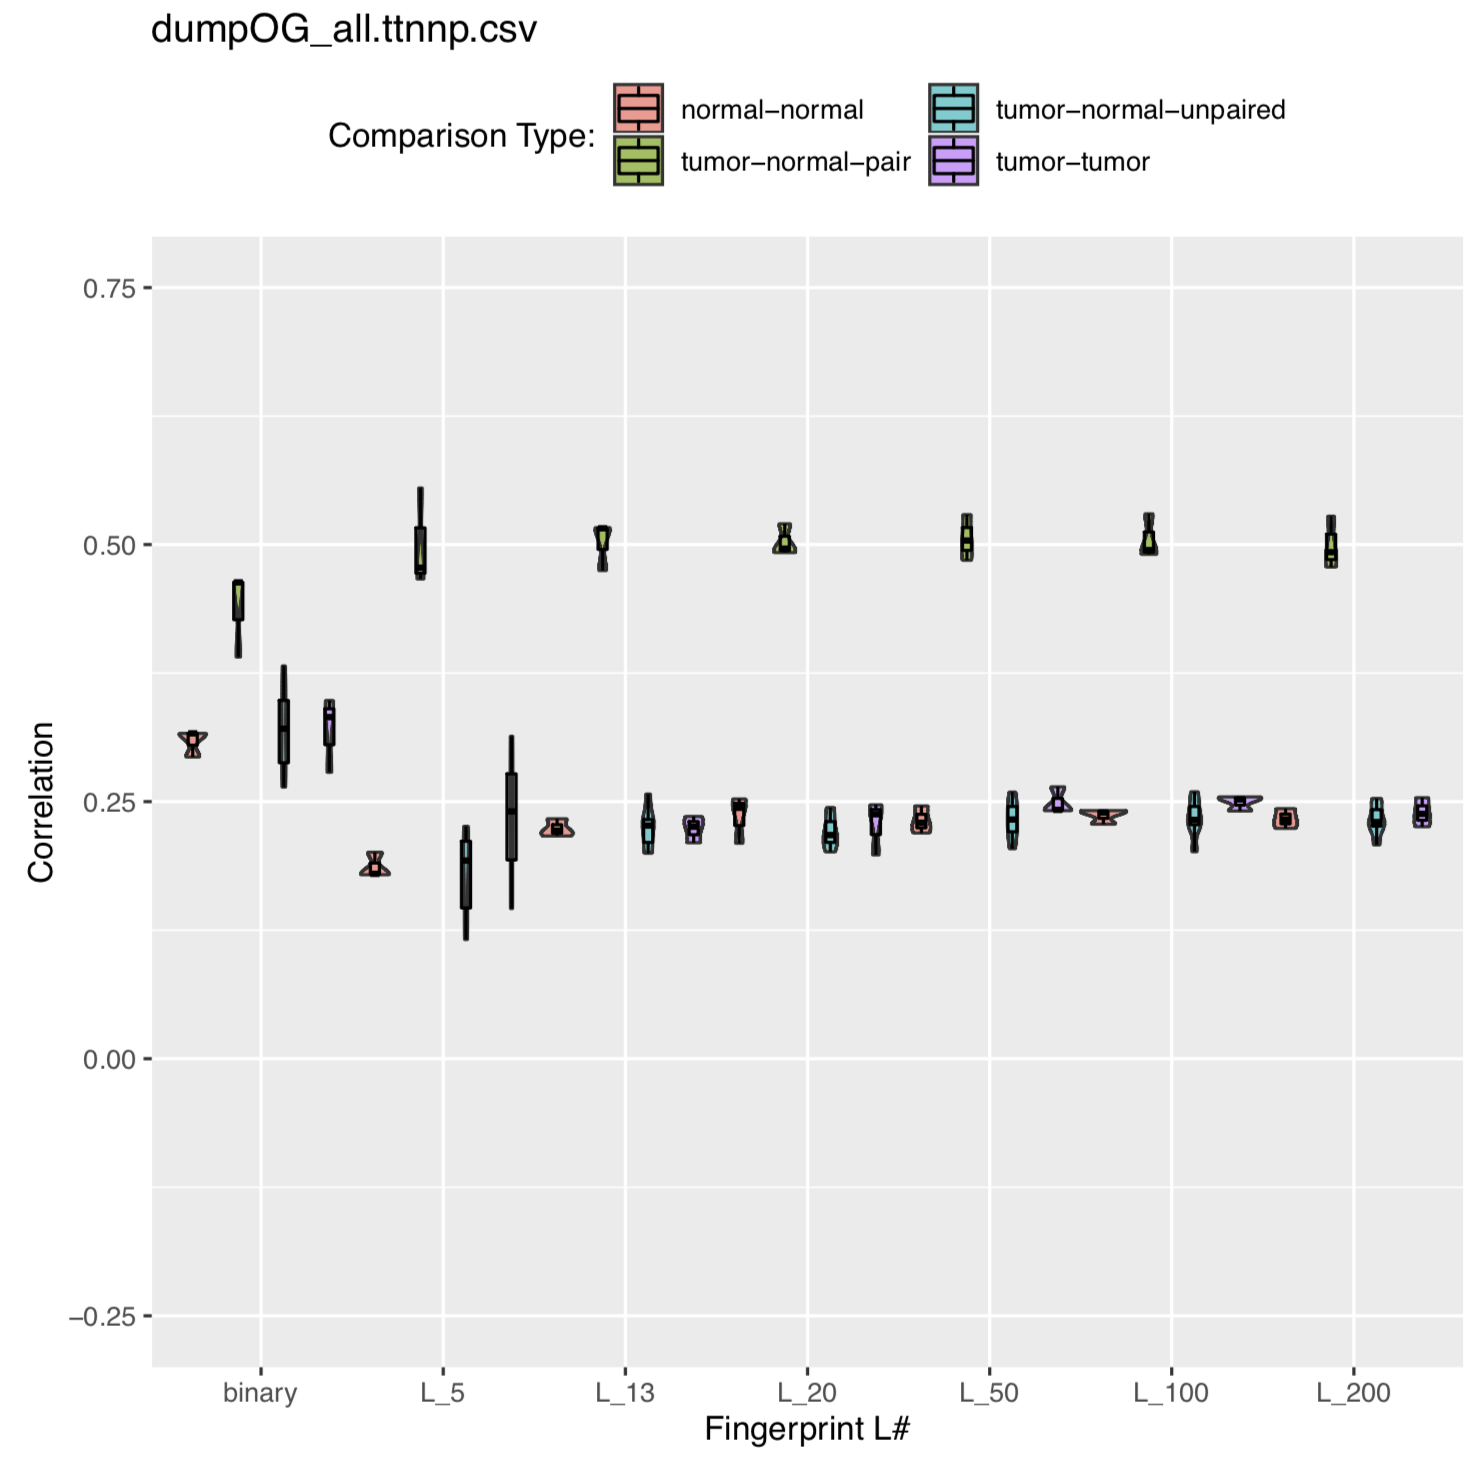 dumpOG_all.ttnnp.csv
Comparison Type:
normal−normal
tumor−normal−pair
tumor−normal−unpaired
tumor−tumor
Correlation
0.75
0.50
0.25
0.00
−0.25
binary L_5 L_13 L_20 L_50 L_100 L_200
Fingerprint L#